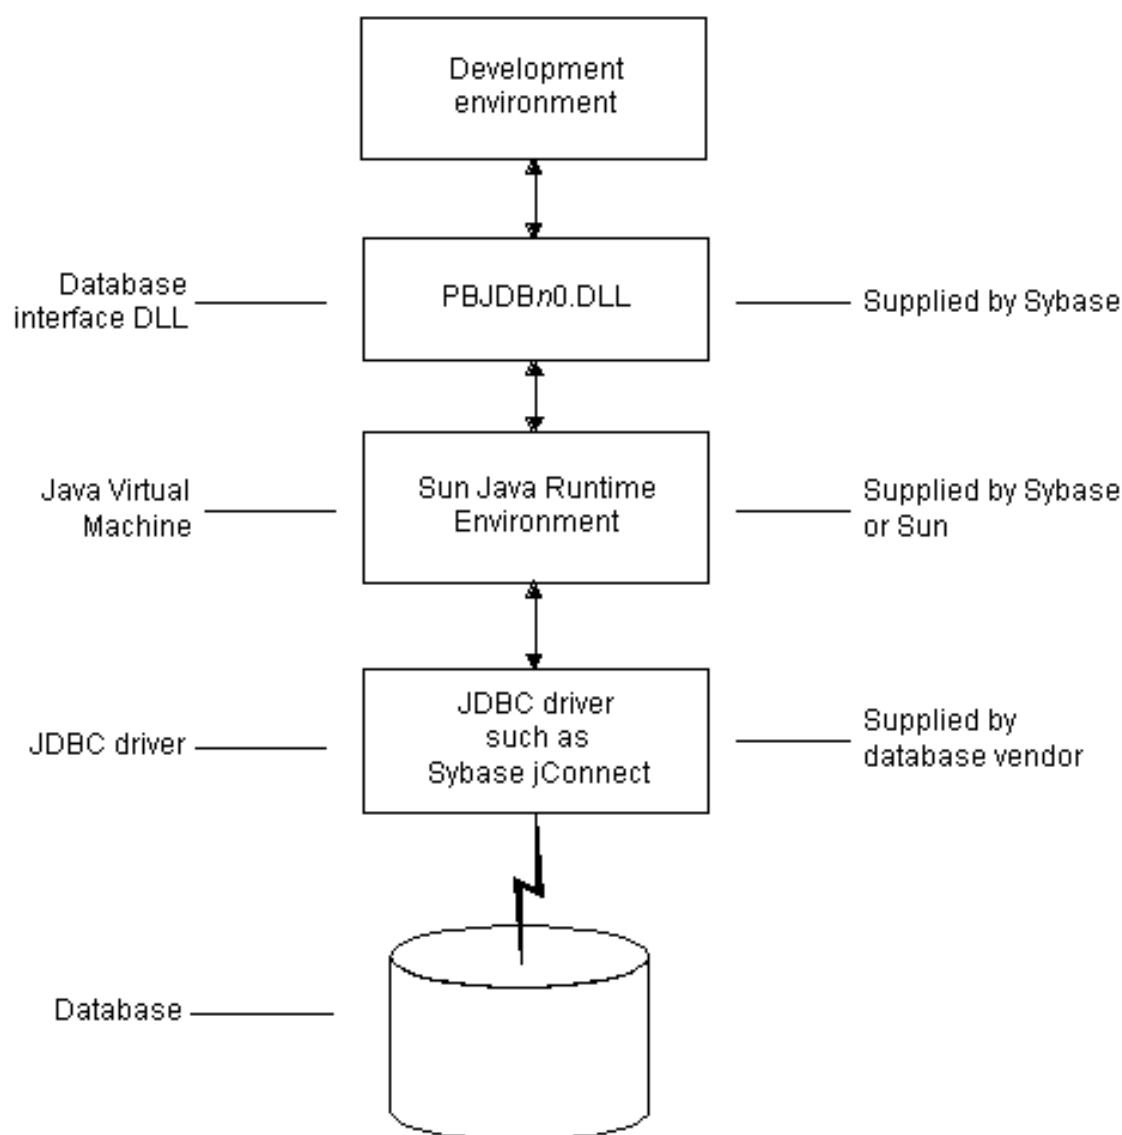 Development
environment
Database
interface DLL
PBJDBn0.DLL
Supplied by Sybase
Java Virtual
Machine
Sun Java Runtime
Environment
Supplied by Sybase
or Sun
JDBC driver
JDBC driver
such as
Sybase jConnect
Supplied by
database vendor
Database